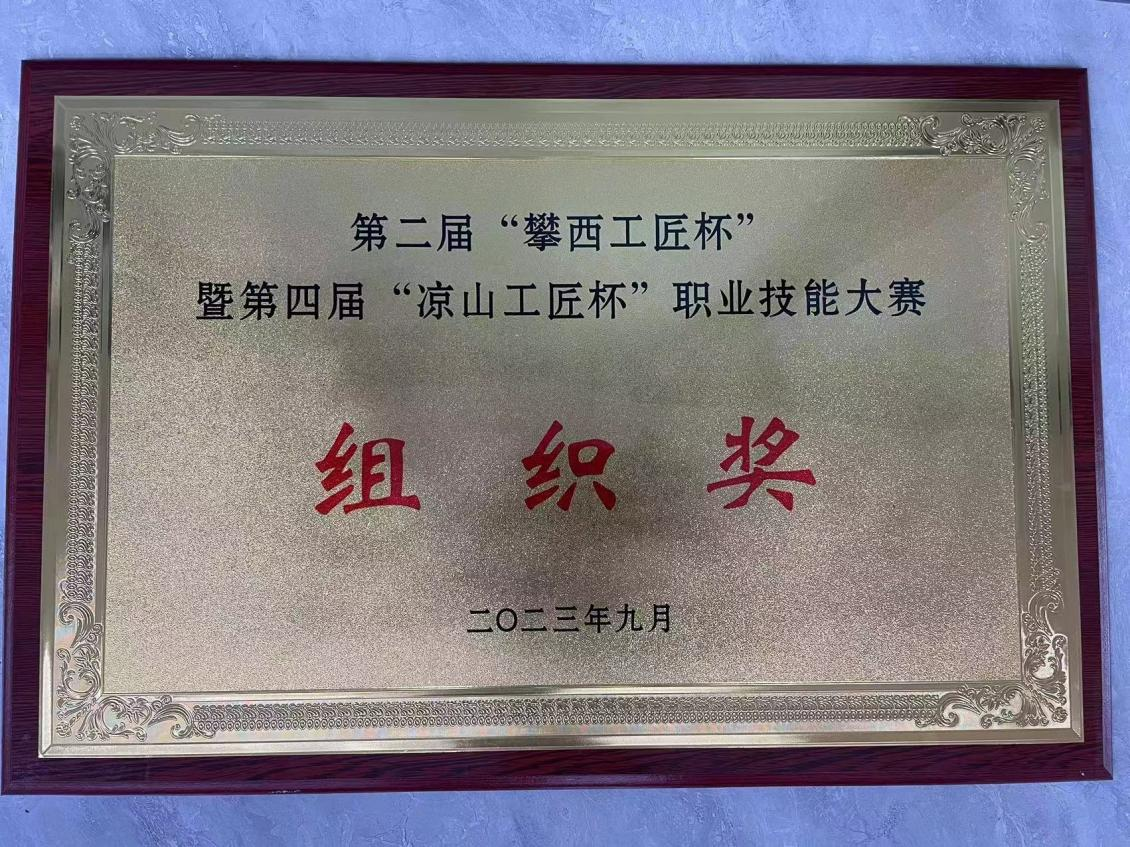 第二届“攀西工匠杯”
暨第四届“凉山工匠杯”职业技能大赛
组织奖
二〇二三年九月